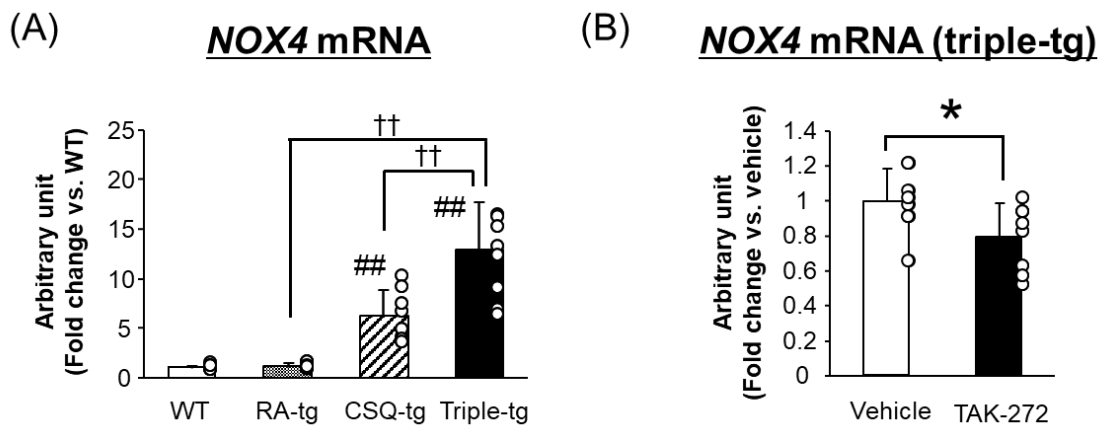 (A)
NOX4 mRNA
Arbitrary unit
(Fold change vs. WT)
25
20
15
10
5
0
††
††
##
##
WT RA-tg CSQ-tg Triple-tg
(B)
NOX4 mRNA (triple-tg)
Arbitrary unit
(Fold change vs. vehicle)
1.4
1.2
1
0.8
0.6
0.4
0.2
0
*
Vehicle TAK-272